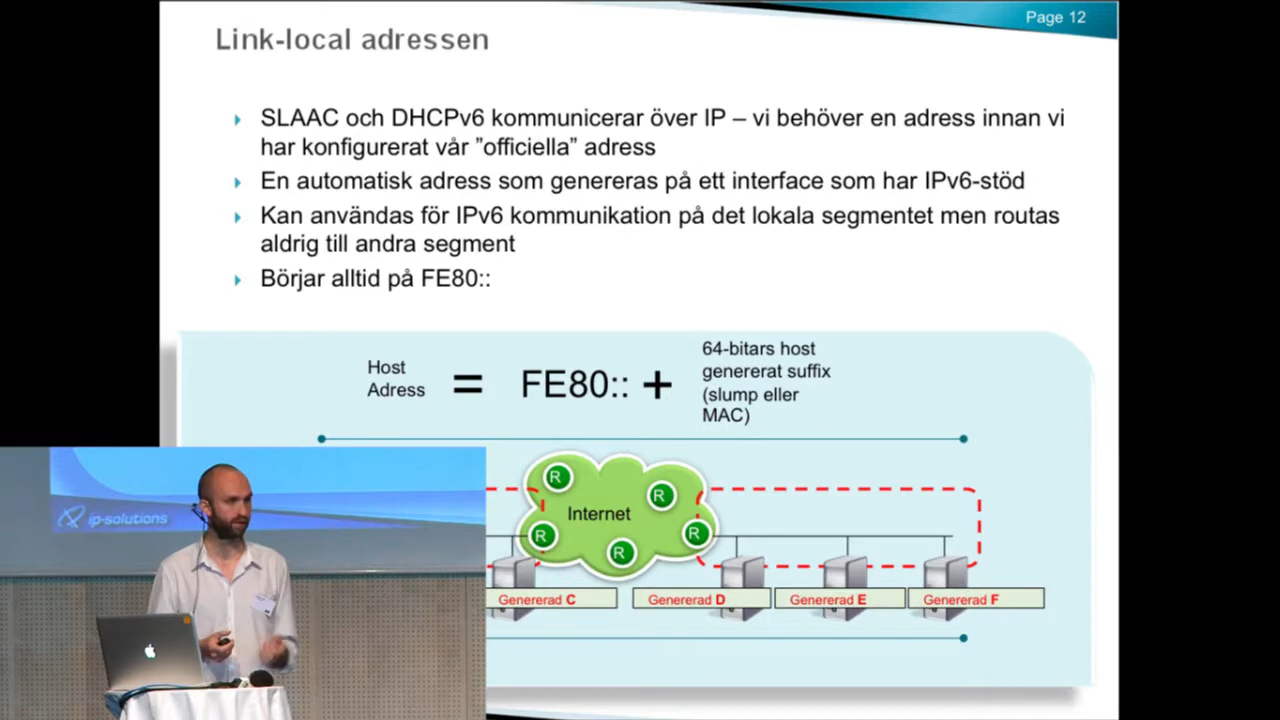 Page 12
Link-local adressen
SLAAC och DHCPv6 kommunicerar över IP – vi behöver en adress innan vi
har konfigurerat vår ”officiella” adress
En automatisk adress som genereras på ett interface som har IPv6-stöd
Kan användas för IPv6 kommunikation på det lokala segmentet men routas
aldrig till andra segment
Börjar alltid på FE80::
Host
Adress
=
FE80::
+
64-bitars host
genererat suffix
(slump eller
MAC)
R
R
Internet
R
R
R
Genererad C
Genererad D
Genererad E
Genererad F
ip-solutions